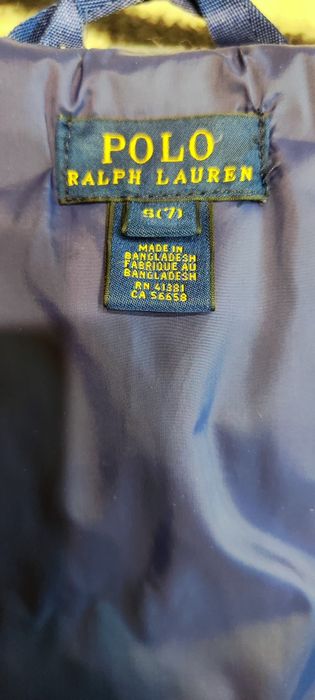 POLO
RALPH LAUREN
S(7)
MADE IN
BANGLADESH
FABRIQUE AU
BANGLADESH
RN 41381
CA 56658